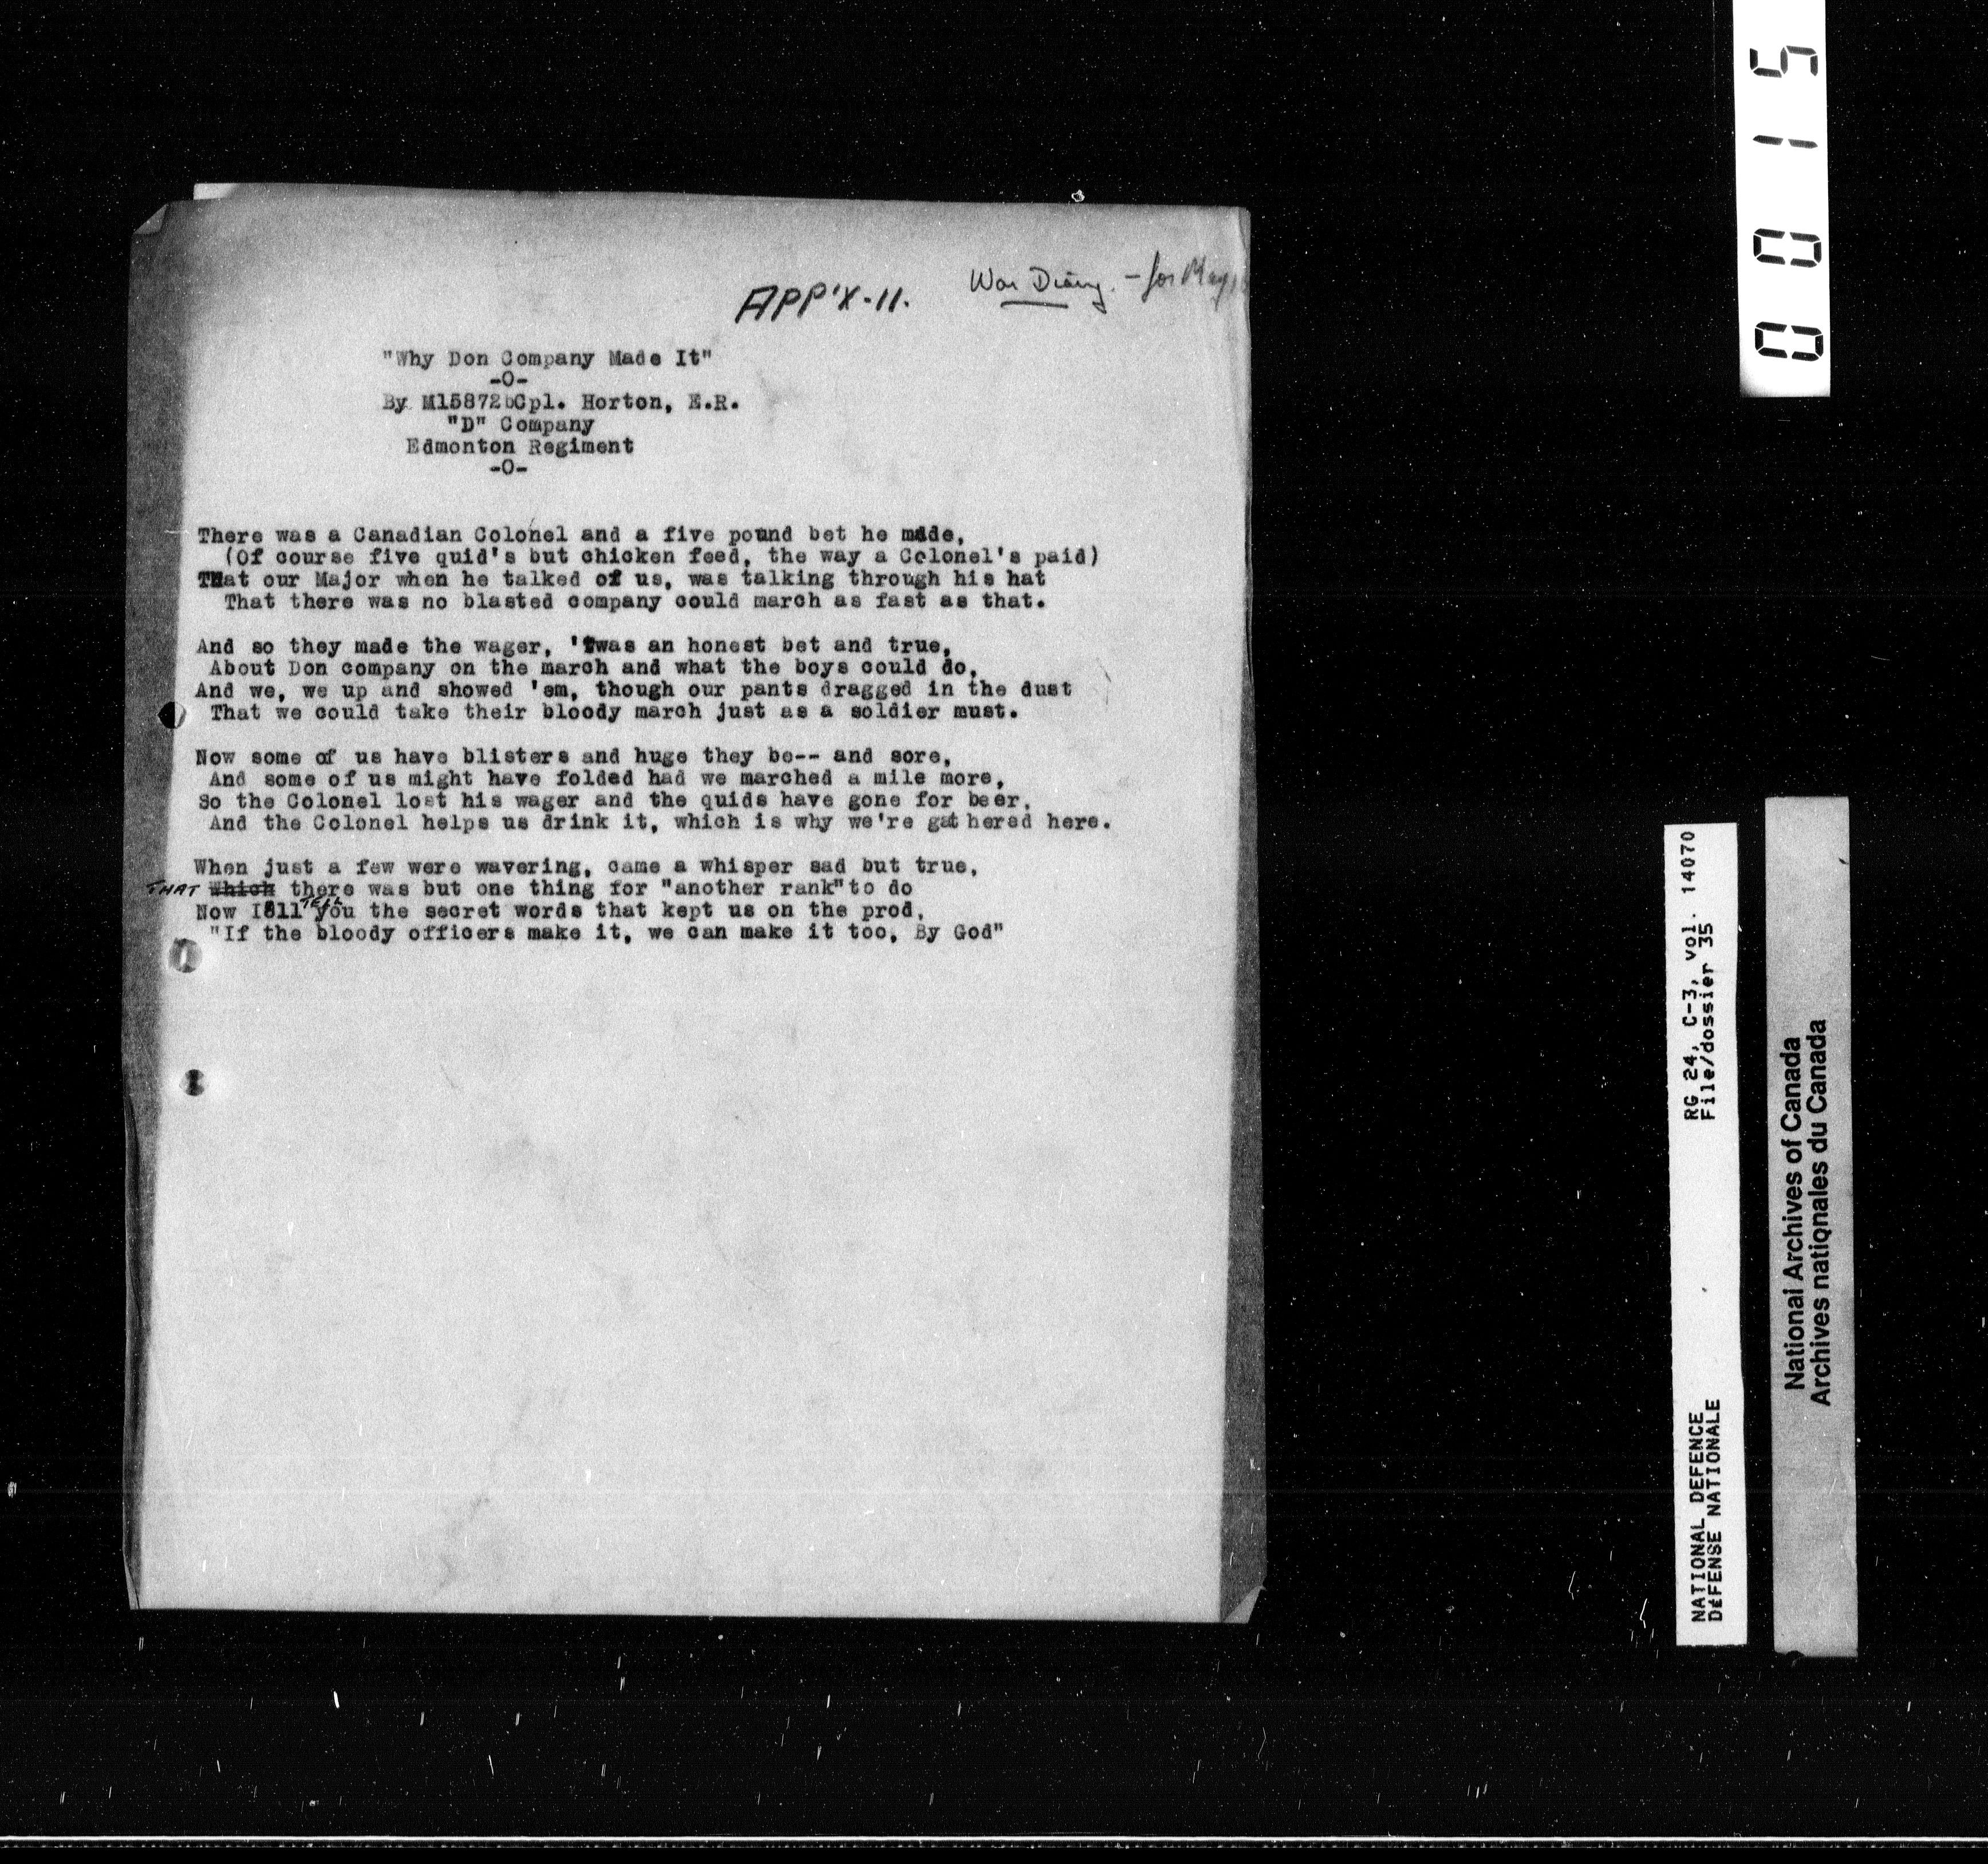 APP'X-11.
War Diary. - for May
"Why Don Company Made It"
-0-
By M15872 Cpl. Horton, E.R.
"D" Company
Edmonton Regiment
-0-
There was a Canadian Colonel and a five pound bet he made,
(Of course five quid's but chicken feed, the way a Colonel's paid)
That our Major when he talked of us, was talking through his hat
That there was no blasted company could march as fast as that.
And so they made the wager, 'twas an honest bet and true,
About Don company on the march and what the boys could do,
And we, we up and showed 'em, though our pants dragged in the dust
That we could take their bloody march just as a soldier must.
Now some of us have blisters and huge they be-- and sore,
And some of us might have folded had we marched a mile more,
So the Colonel lost his wager and the quids have gone for beer,
And the Colonel helps us drink it, which is why we're gathered here.
When just a few were wavering, came a whisper sad but true,
THAT Which there was but one thing for "another rank" to do
Now I'll TELL you the secret words that kept us on the prod,
"If the bloody officers make it, we can make it too, By God"
0015
RG 24, C-3, vol. 14070
File/dossier 35
NATIONAL DEFENCE
DéFENSE NATIONALE
National Archives of Canada
Archives nationales du Canada